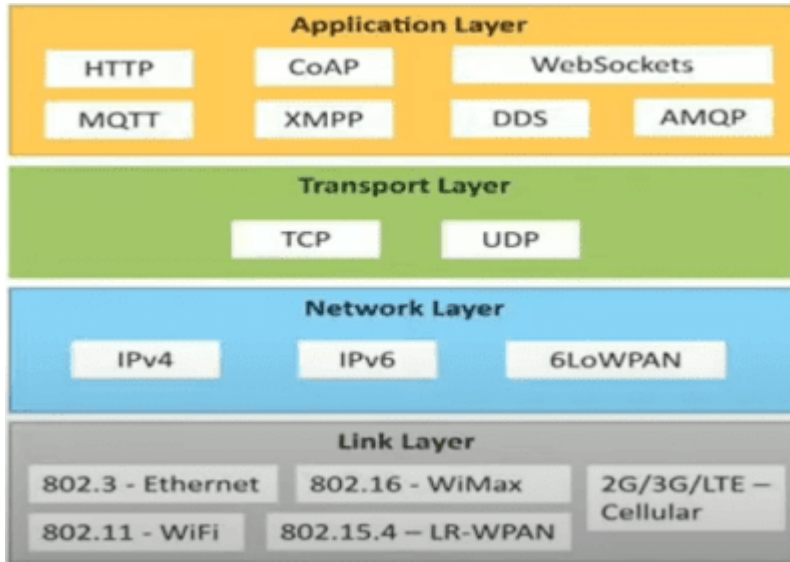 Application Layer
HTTP
CoAP
WebSockets
MQTT
XMPP
DDS
AMQP
Transport Layer
TCP
UDP
Network Layer
IPv4
IPv6
6LoWPAN
Link Layer
802.3 - Ethernet
802.16 - WiMax
2G/3G/LTE –
Cellular
802.11 - WiFi
802.15.4 – LR-WPAN